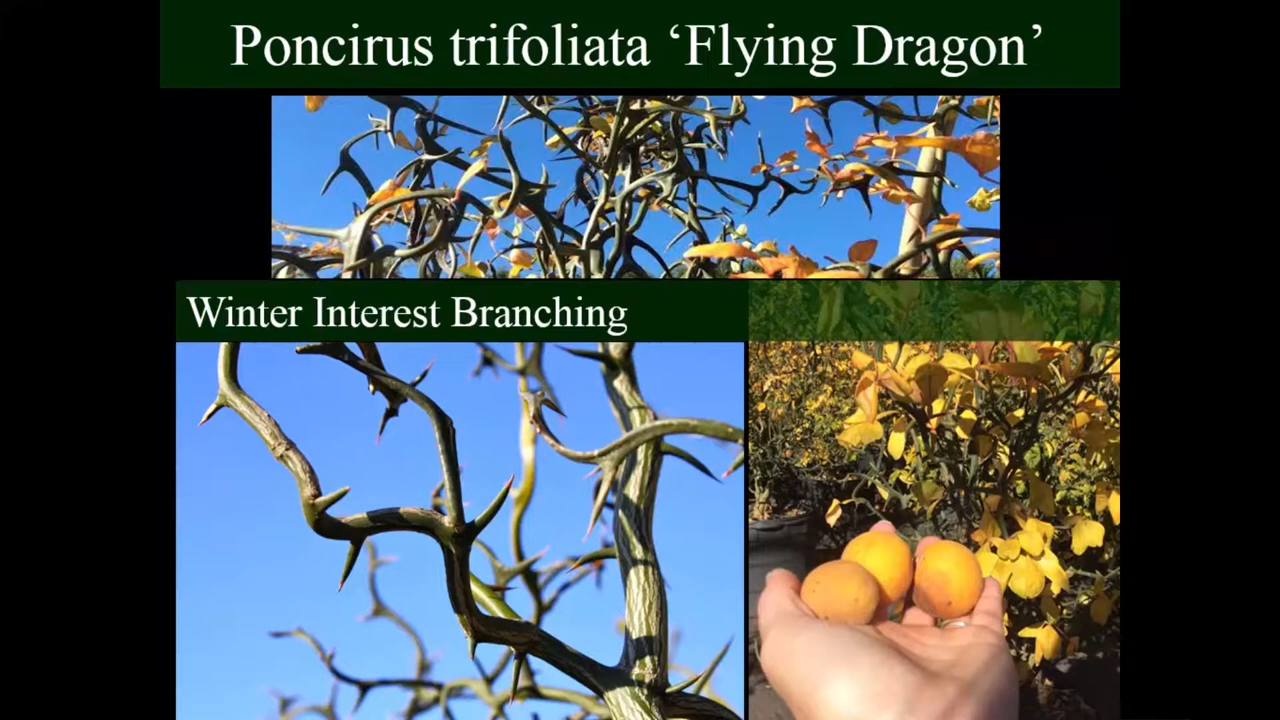 Poncirus trifoliata ‘Flying Dragon’
Winter Interest Branching